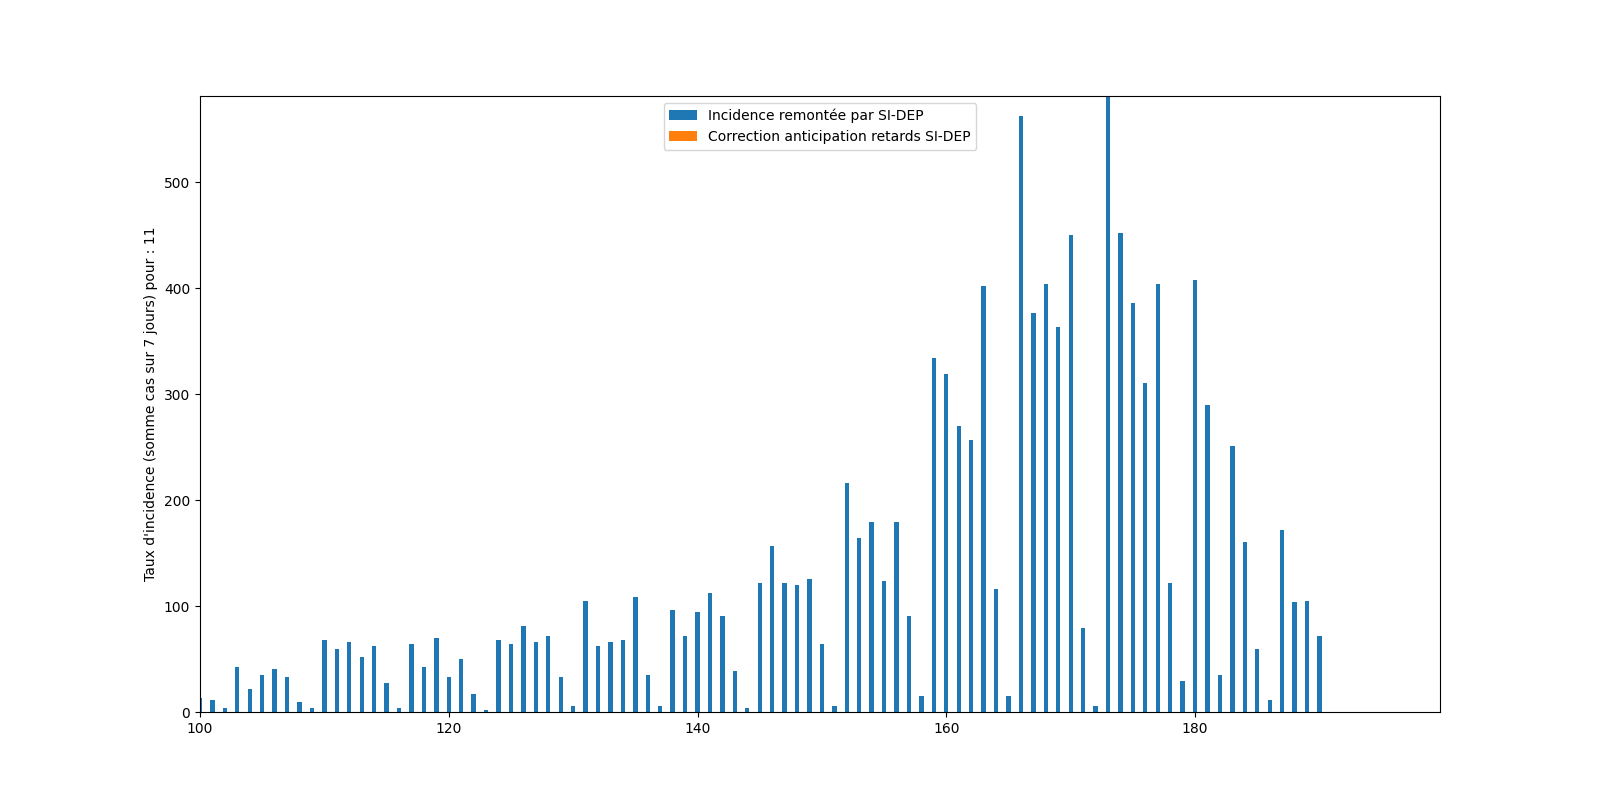 Incidence remontée par SI-DEP
Correction anticipation retards SI-DEP
Taux d'incidence (somme cas sur 7 jours) pour : 11
500
400
300
200
100
0
100 120 140 160 180